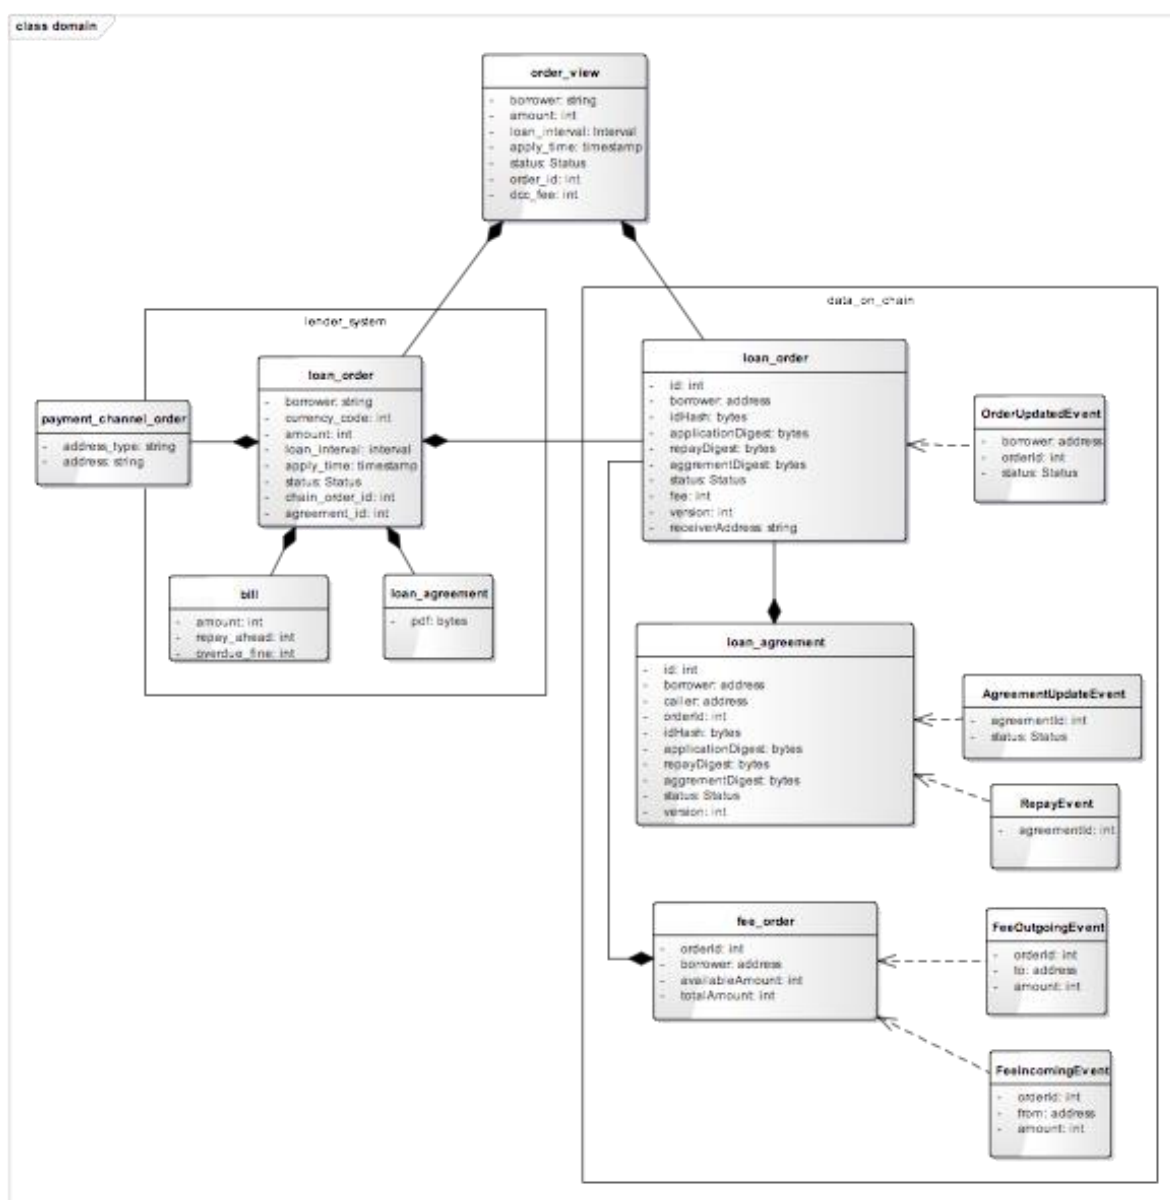 class domain
order_view
- borrower: string
- amount: int
- loan_interval: Interval
- apply_time: timestamp
- status: Status
- order_id: int
- dcc_fee: int
lender_system
loan_order
- borrower: string
- currency_code: int
- amount: int
- loan_interval: Interval
- apply_time: timestamp
- status: Status
- chain_order_id: int
- agreement_id: int
payment_channel_order
- address_type: string
- address: string
bill
- amount: int
- repay_ahead: int
- overdue_fine: int
loan_agreement
- pdf: bytes
data_on_chain
loan_order
- id: int
- borrower: address
- idHash: bytes
- applicationDigest: bytes
- repayDigest: bytes
- aggrementDigest: bytes
- status: Status
- fee: int
- version: int
- receiverAddress: string
OrderUpdatedEvent
- borrower: address
- orderId: int
- status: Status
loan_agreement
- id: int
- borrower: address
- caller: address
- orderId: int
- idHash: bytes
- applicationDigest: bytes
- repayDigest: bytes
- aggrementDigest: bytes
- status: Status
- version: int
AgreementUpdateEvent
- agreementId: int
- status: Status
RepayEvent
- agreementId: int
fee_order
- orderId: int
- borrower: address
- availableAmount: int
- totalAmount: int
FeeOutgoingEvent
- orderId: int
- to: address
- amount: int
FeeIncomingEvent
- orderId: int
- from: address
- amount: int